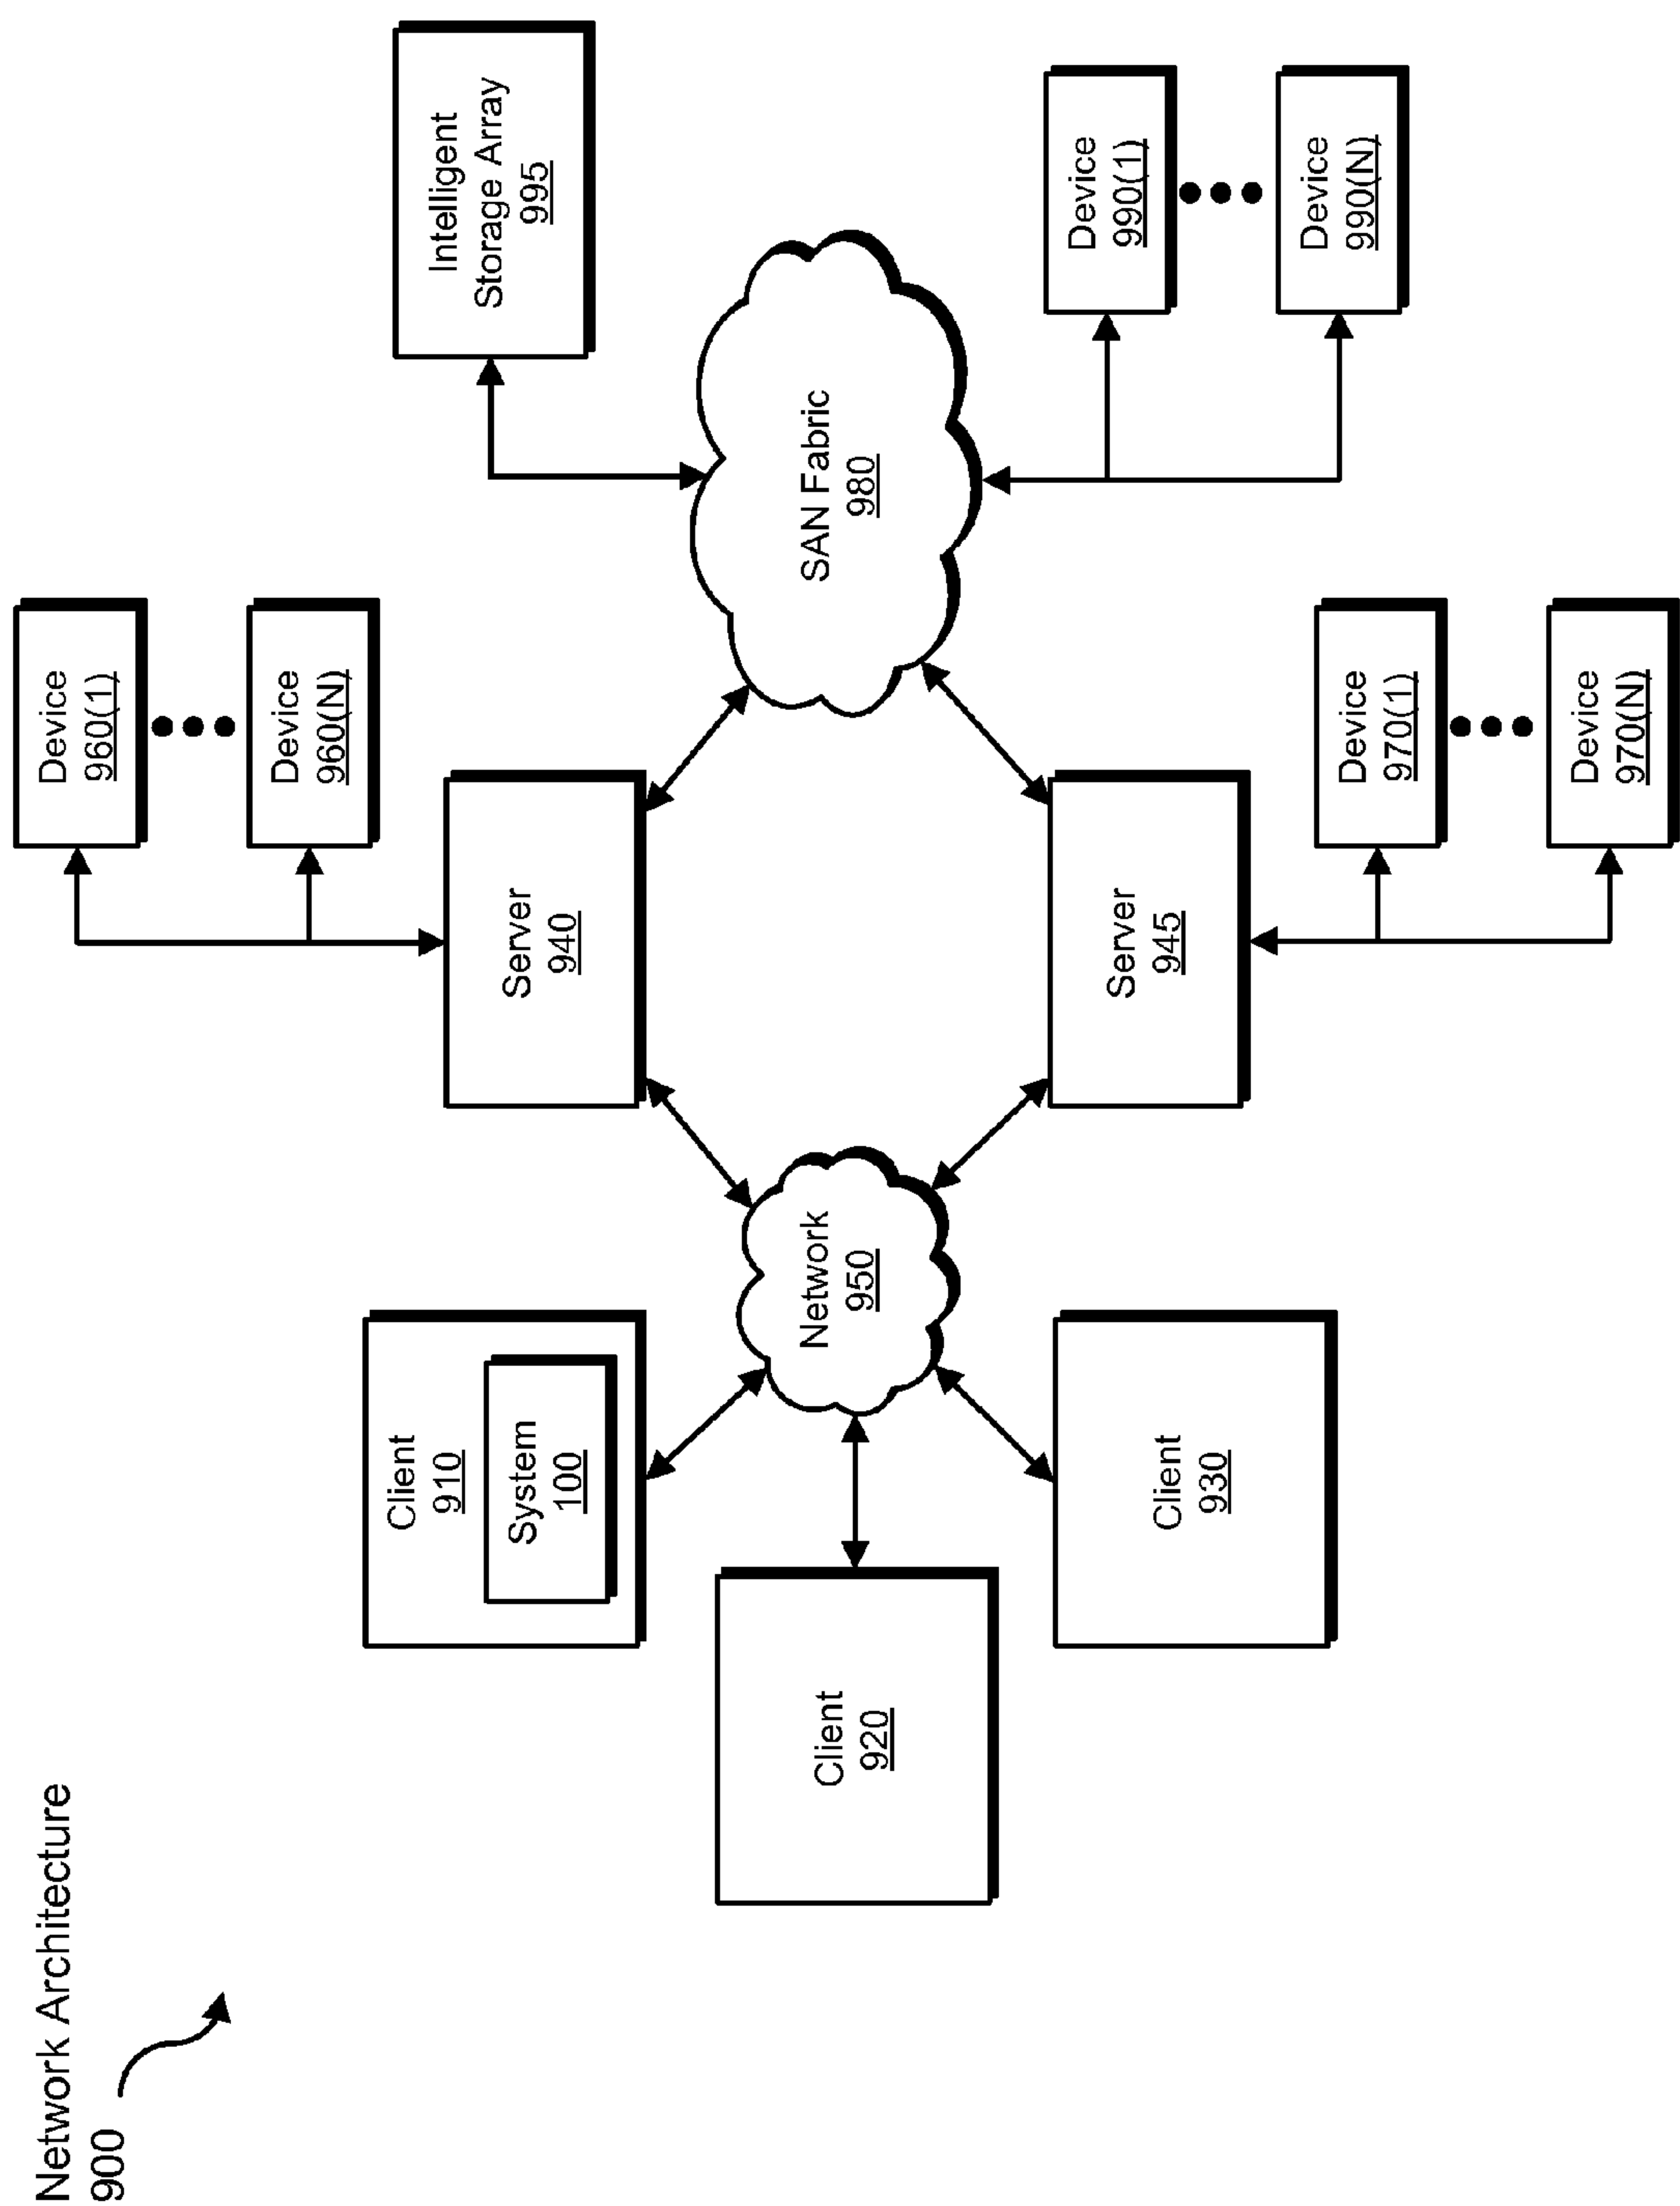 Network Architecture
900
Client
910
System
100
Client
920
Client
930
Network
950
Device
960(1)
Device
960(N)
Server
940
Server
945
Device
970(1)
Device
970(N)
SAN Fabric
980
Intelligent
Storage Array
995
Device
990(1)
Device
990(N)